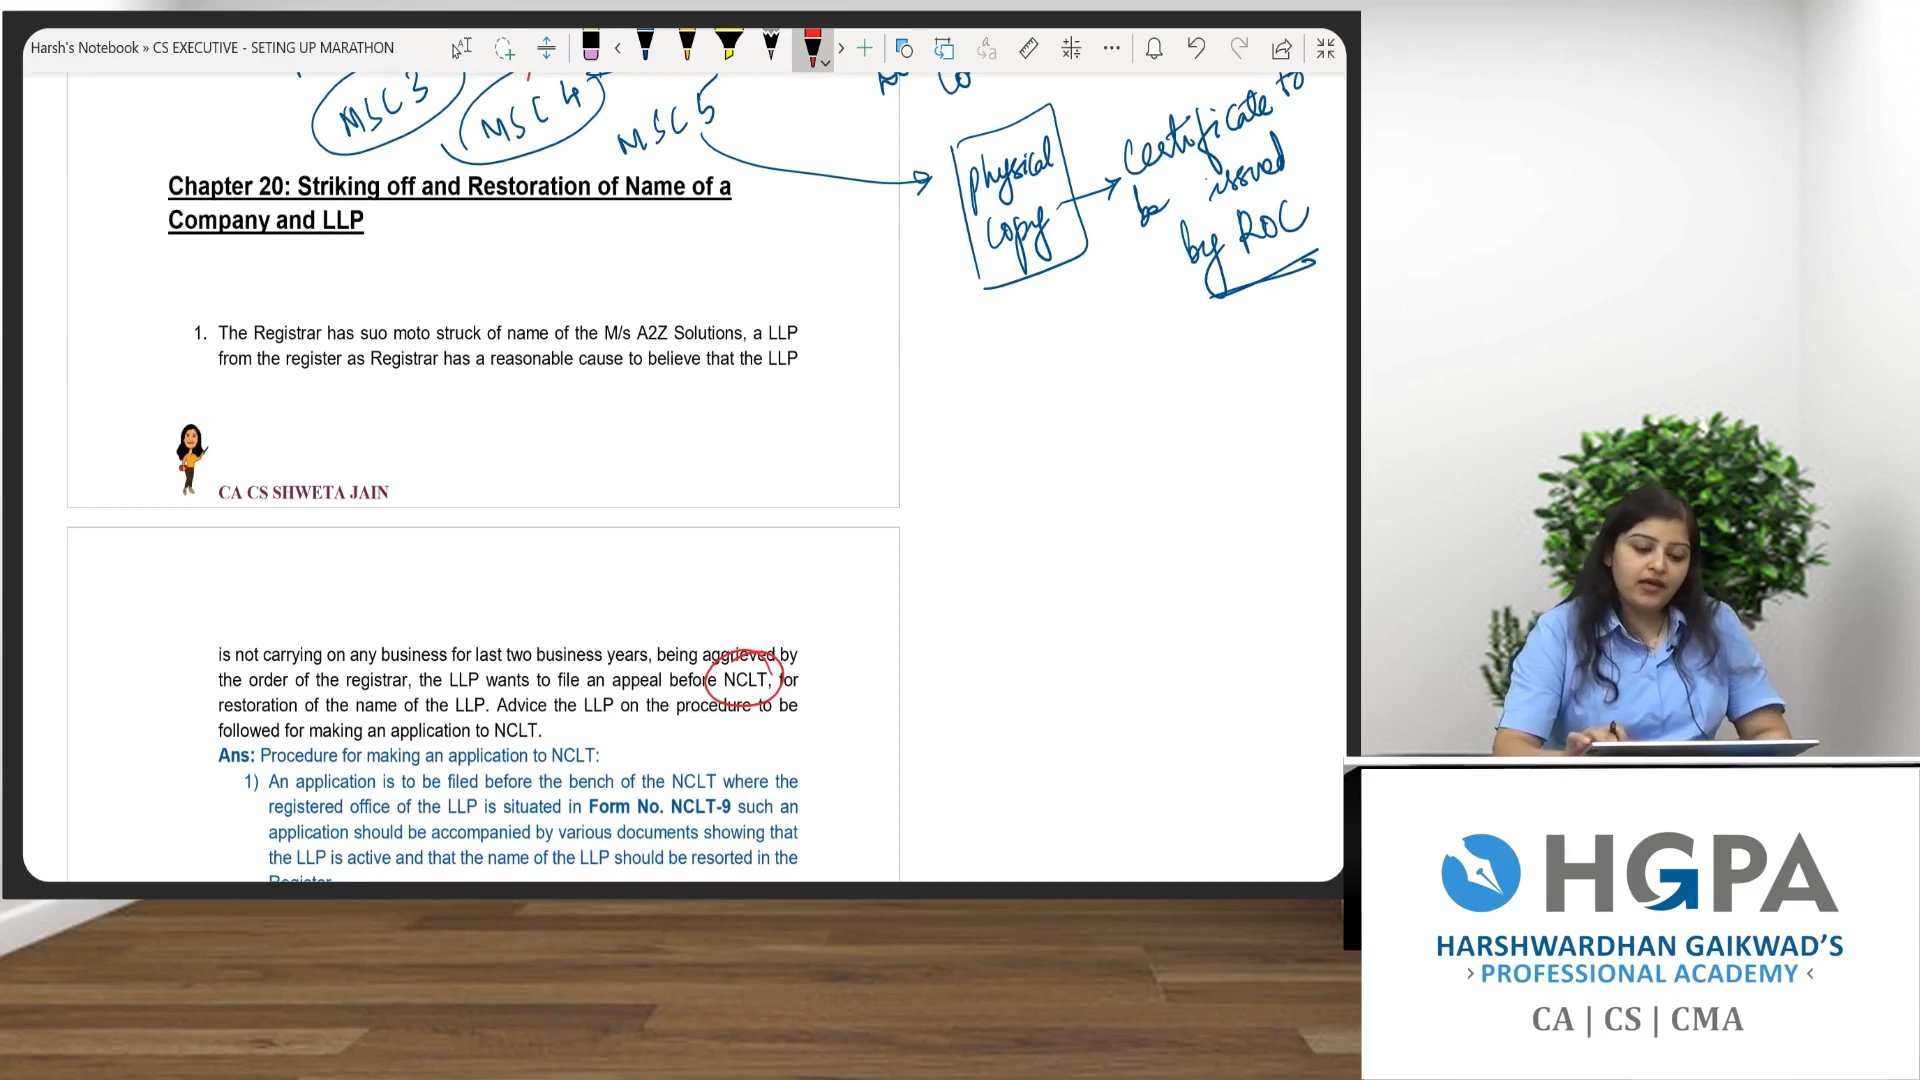 Harsh's Notebook » CS EXECUTIVE - SETING UP MARATHON
MSC 3
MSC 4
MSC 5
physical
copy
Certificate to
be issued
by ROC
Chapter 20: Striking off and Restoration of Name of a
Company and LLP
1. The Registrar has suo moto struck of name of the M/s A2Z Solutions, a LLP
from the register as Registrar has a reasonable cause to believe that the LLP
CA CS SHWETA JAIN
is not carrying on any business for last two business years, being aggrieved by
the order of the registrar, the LLP wants to file an appeal before NCLT, for
restoration of the name of the LLP. Advice the LLP on the procedure to be
followed for making an application to NCLT.
Ans: Procedure for making an application to NCLT:
1) An application is to be filed before the bench of the NCLT where the
registered office of the LLP is situated in Form No. NCLT-9 such an
application should be accompanied by various documents showing that
the LLP is active and that the name of the LLP should be resorted in the
Register
HGPA
HARSHWARDHAN GAIKWAD'S
› PROFESSIONAL ACADEMY ‹
CA | CS | CMA